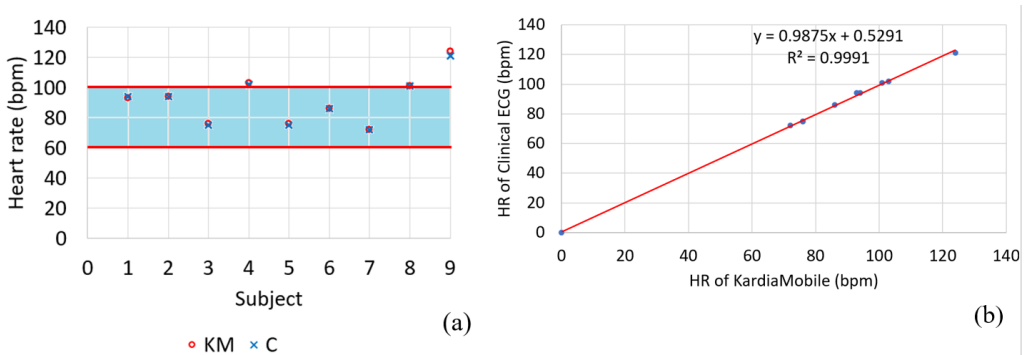 140
120
100
80
60
40
20
0
Heart rate (bpm)
0 1 2 3 4 5 6 7 8 9
Subject
KM C
(a)
y = 0.9875x + 0.5291
R² = 0.9991
140
120
100
80
60
40
20
0
HR of Clinical ECG (bpm)
0 20 40 60 80 100 120 140
HR of KardiaMobile (bpm)
(b)